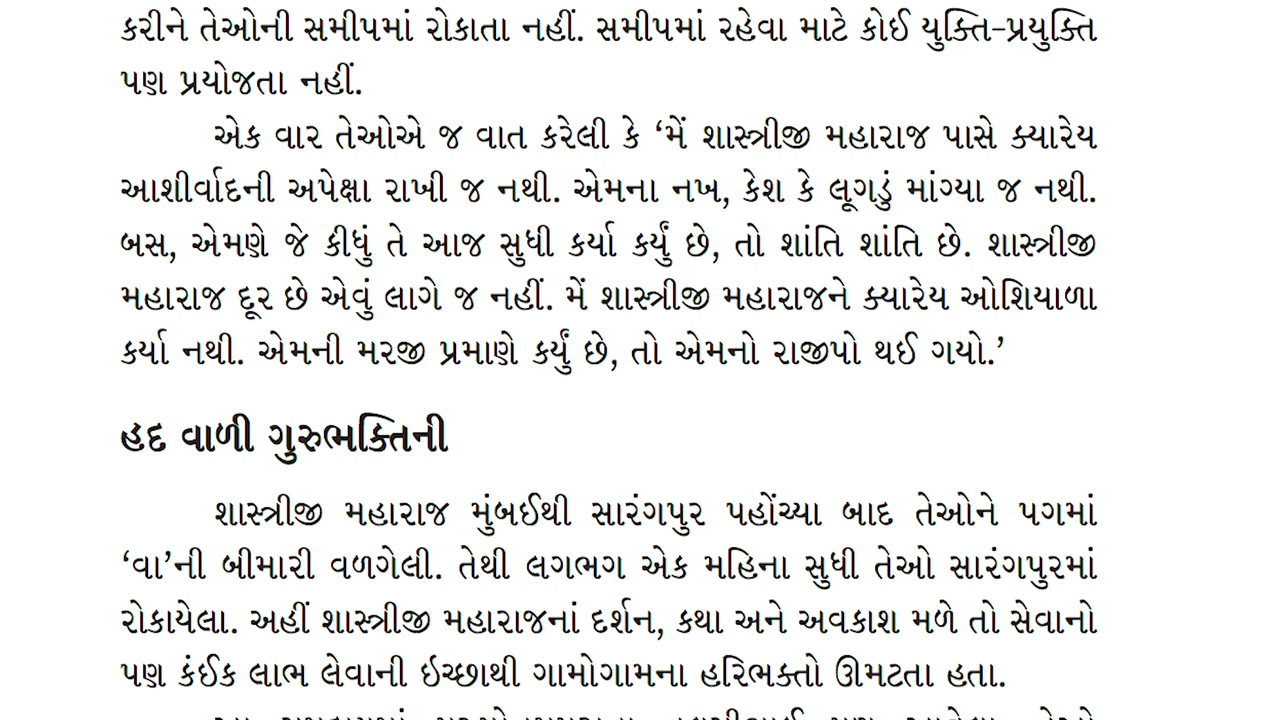 કરીને તેઓની સમીપમાં રોકાતા નહીં. સમીપમાં રહેવા માટે કોઈ યુક્તિ-પ્રયુક્તિ
પણ પ્રયોજતા નહીં.
એક વાર તેઓએ જ વાત કરેલી કે ‘મેં શાસ્ત્રીજી મહારાજ પાસે ક્યારેય
આશીર્વાદની અપેક્ષા રાખી જ નથી. એમના નખ, કેશ કે લૂગડું માંગ્યા જ નથી.
બસ, એમણે જે કીધું તે આજ સુધી કર્યા કર્યું છે, તો શાંતિ શાંતિ છે. શાસ્ત્રીજી
મહારાજ દૂર છે એવું લાગે જ નહીં. મેં શાસ્ત્રીજી મહારાજને ક્યારેય ઓશિયાળા
કર્યા નથી. એમની મરજી પ્રમાણે કર્યું છે, તો એમનો રાજીપો થઈ ગયો.’
હદ વાળી ગુરુભક્તિની
શાસ્ત્રીજી મહારાજ મુંબઈથી સારંગપુર પહોંચ્યા બાદ તેઓને પગમાં
‘વા’ની બીમારી વળગેલી. તેથી લગભગ એક મહિના સુધી તેઓ સારંગપુરમાં
રોકાયેલા. અહીં શાસ્ત્રીજી મહારાજનાં દર્શન, કથા અને અવકાશ મળે તો સેવાનો
પણ કંઈક લાભ લેવાની ઇચ્છાથી ગામોગામના હરિભક્તો ઊમટતા હતા.